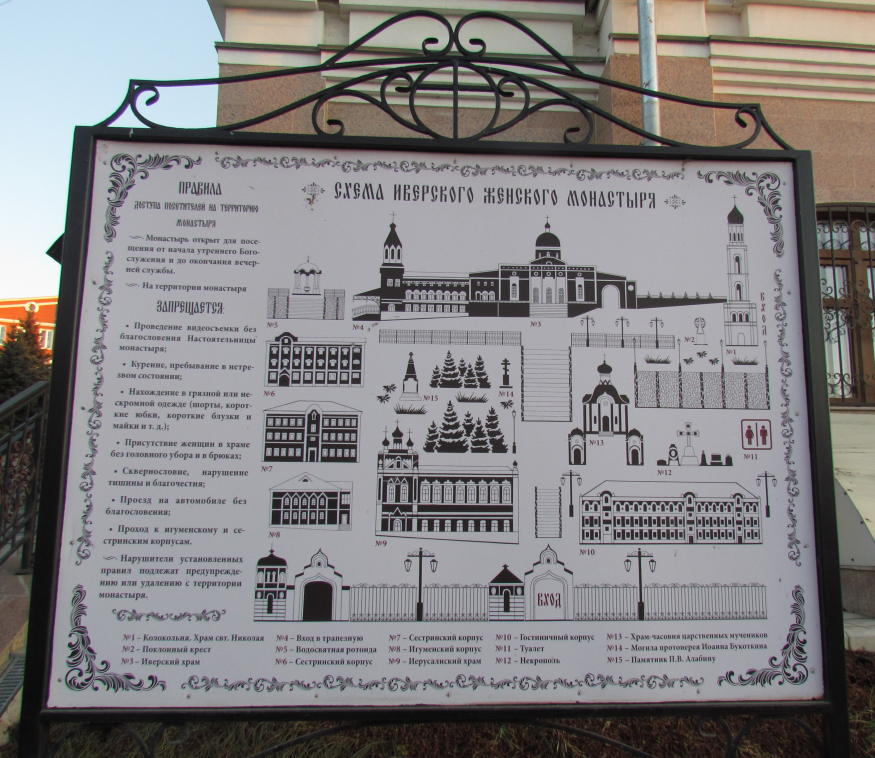 ПРАВИЛА
ДОСТУПА ПОСЕТИТЕЛЕЙ НА ТЕРРИТОРИЮ
МОНАСТЫРЯ
Монастырь открыт для посе-
щения от начала утреннего Бого-
служения и до окончания вечер-
ней службы.
На территории монастыря
ЗАПРЕЩАЕТСЯ:
• Проведение видеосъемки без
благословения Настоятельницы
монастыря;
• Курение, пребывание в нетре-
звом состоянии;
• Нахождение в грязной или не-
скромной одежде (шорты, корот-
кие юбки, короткие блузки и
майки и т. д.);
• Присутствие женщин в храме
без головного убора и в брюках;
• Сквернословие, нарушение
тишины и благочестия;
• Проезд на автомобиле без
благословения;
• Проход к игуменскому и се-
стринским корпусам.
Нарушители установленных
правил подлежат предупрежде-
нию или удалению с территории
монастыря.
СХЕМА ИВЕРСКОГО ЖЕНСКОГО МОНАСТЫРЯ
№5
№4
№3
№2
№1
ВХОД
№6
№15
№14
№13
№11
№7
№12
№8
№9
№10
ВХОД
№1 – Колокольня, Храм свт. Николая
№2 – Поклонный крест
№3 – Иверский храм
№4 – Вход в трапезную
№5 – Водосвятная ротонда
№6 – Сестринский корпус
№7 – Сестринский корпус
№8 – Игуменский корпус
№9 – Иерусалимский храм
№10 – Гостиничный корпус
№11 – Туалет
№12 – Некрополь
№13 – Храм-часовня царственных мучеников
№14 – Могила протоерея Иоанна Букоткина
№15 – Памятник П.В. Алабину